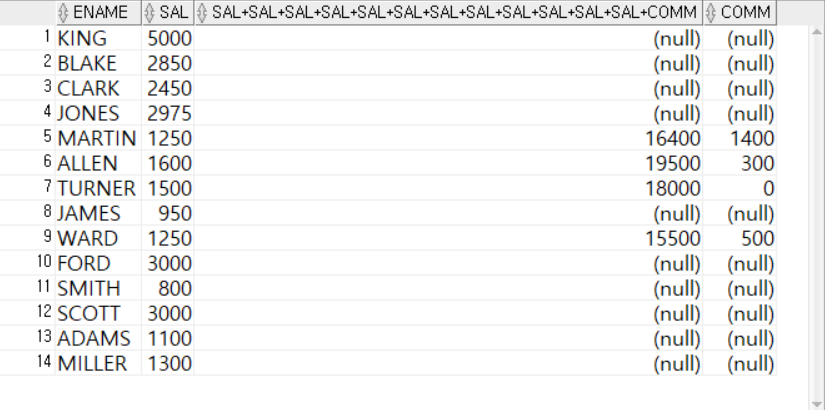 ENAME SAL SAL+SAL+SAL+SAL+SAL+SAL+SAL+SAL+SAL+SAL+SAL+SAL+COMM COMM
1 KING 5000 (null) (null)
2 BLAKE 2850 (null) (null)
3 CLARK 2450 (null) (null)
4 JONES 2975 (null) (null)
5 MARTIN 1250 16400 1400
6 ALLEN 1600 19500 300
7 TURNER 1500 18000 0
8 JAMES 950 (null) (null)
9 WARD 1250 15500 500
10 FORD 3000 (null) (null)
11 SMITH 800 (null) (null)
12 SCOTT 3000 (null) (null)
13 ADAMS 1100 (null) (null)
14 MILLER 1300 (null) (null)